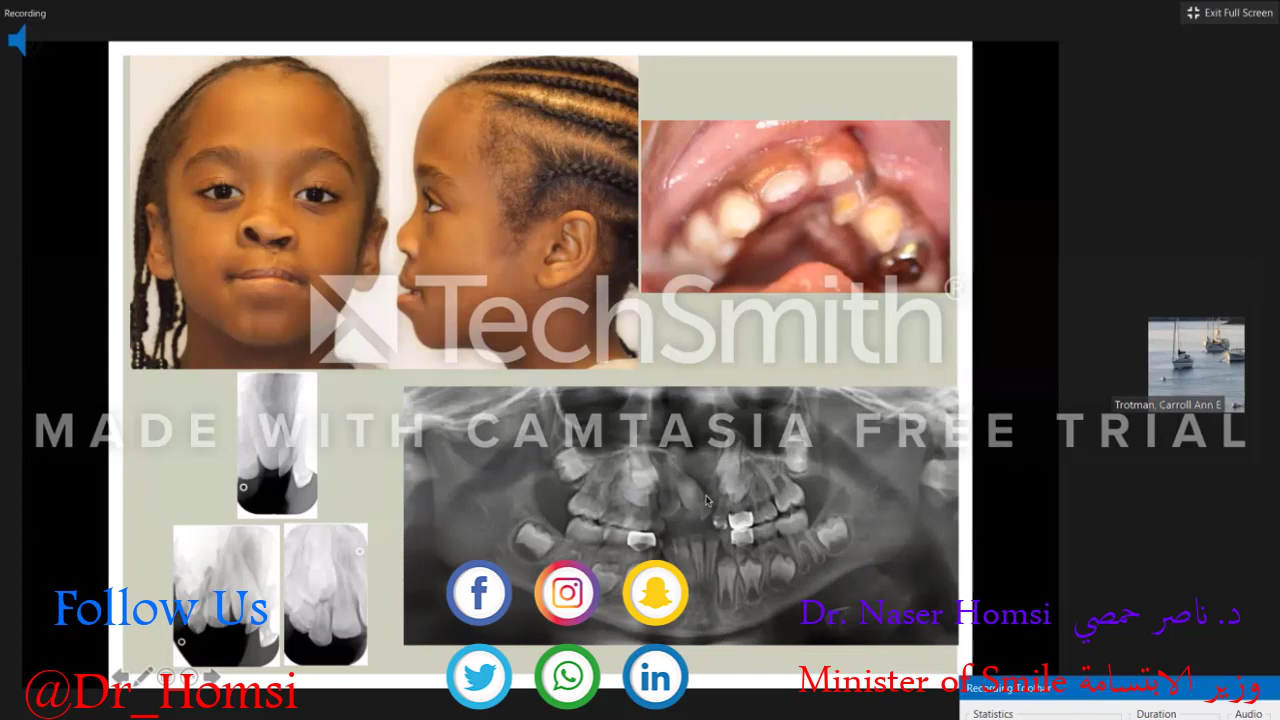 Recording
Exit Full Screen
TechSmith®
Trotman, Carroll Ann E
MADE WITH CAMTASIA FREE TRIAL
Follow Us
Dr. Naser Homsi د. ناصر حمصي
@Dr_Homsi
Minister of Smile وزير الابتسامة
Recording Toolbar
Statistics
Duration
Audio